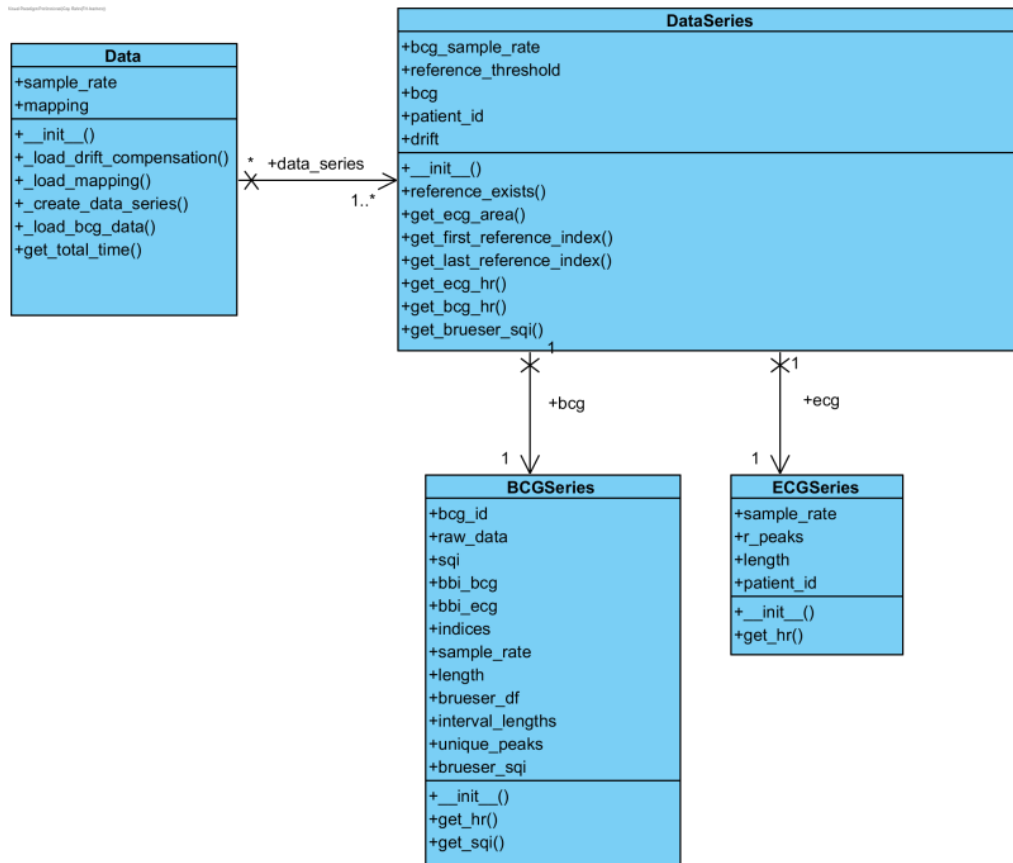 Data
+sample_rate
+mapping
+__init__()
+_load_drift_compensation()
+_load_mapping()
+_create_data_series()
+_load_bcg_data()
+get_total_time()
*
+data_series
1..*
DataSeries
+bcg_sample_rate
+reference_threshold
+bcg
+patient_id
+drift
+__init__()
+reference_exists()
+get_ecg_area()
+get_first_reference_index()
+get_last_reference_index()
+get_ecg_hr()
+get_bcg_hr()
+get_brueser_sqi()
1
+bcg
1
1
+ecg
1
BCGSeries
+bcg_id
+raw_data
+sqi
+bbi_bcg
+bbi_ecg
+indices
+sample_rate
+length
+brueser_df
+interval_lengths
+unique_peaks
+brueser_sqi
+__init__()
+get_hr()
+get_sqi()
ECGSeries
+sample_rate
+r_peaks
+length
+patient_id
+__init__()
+get_hr()